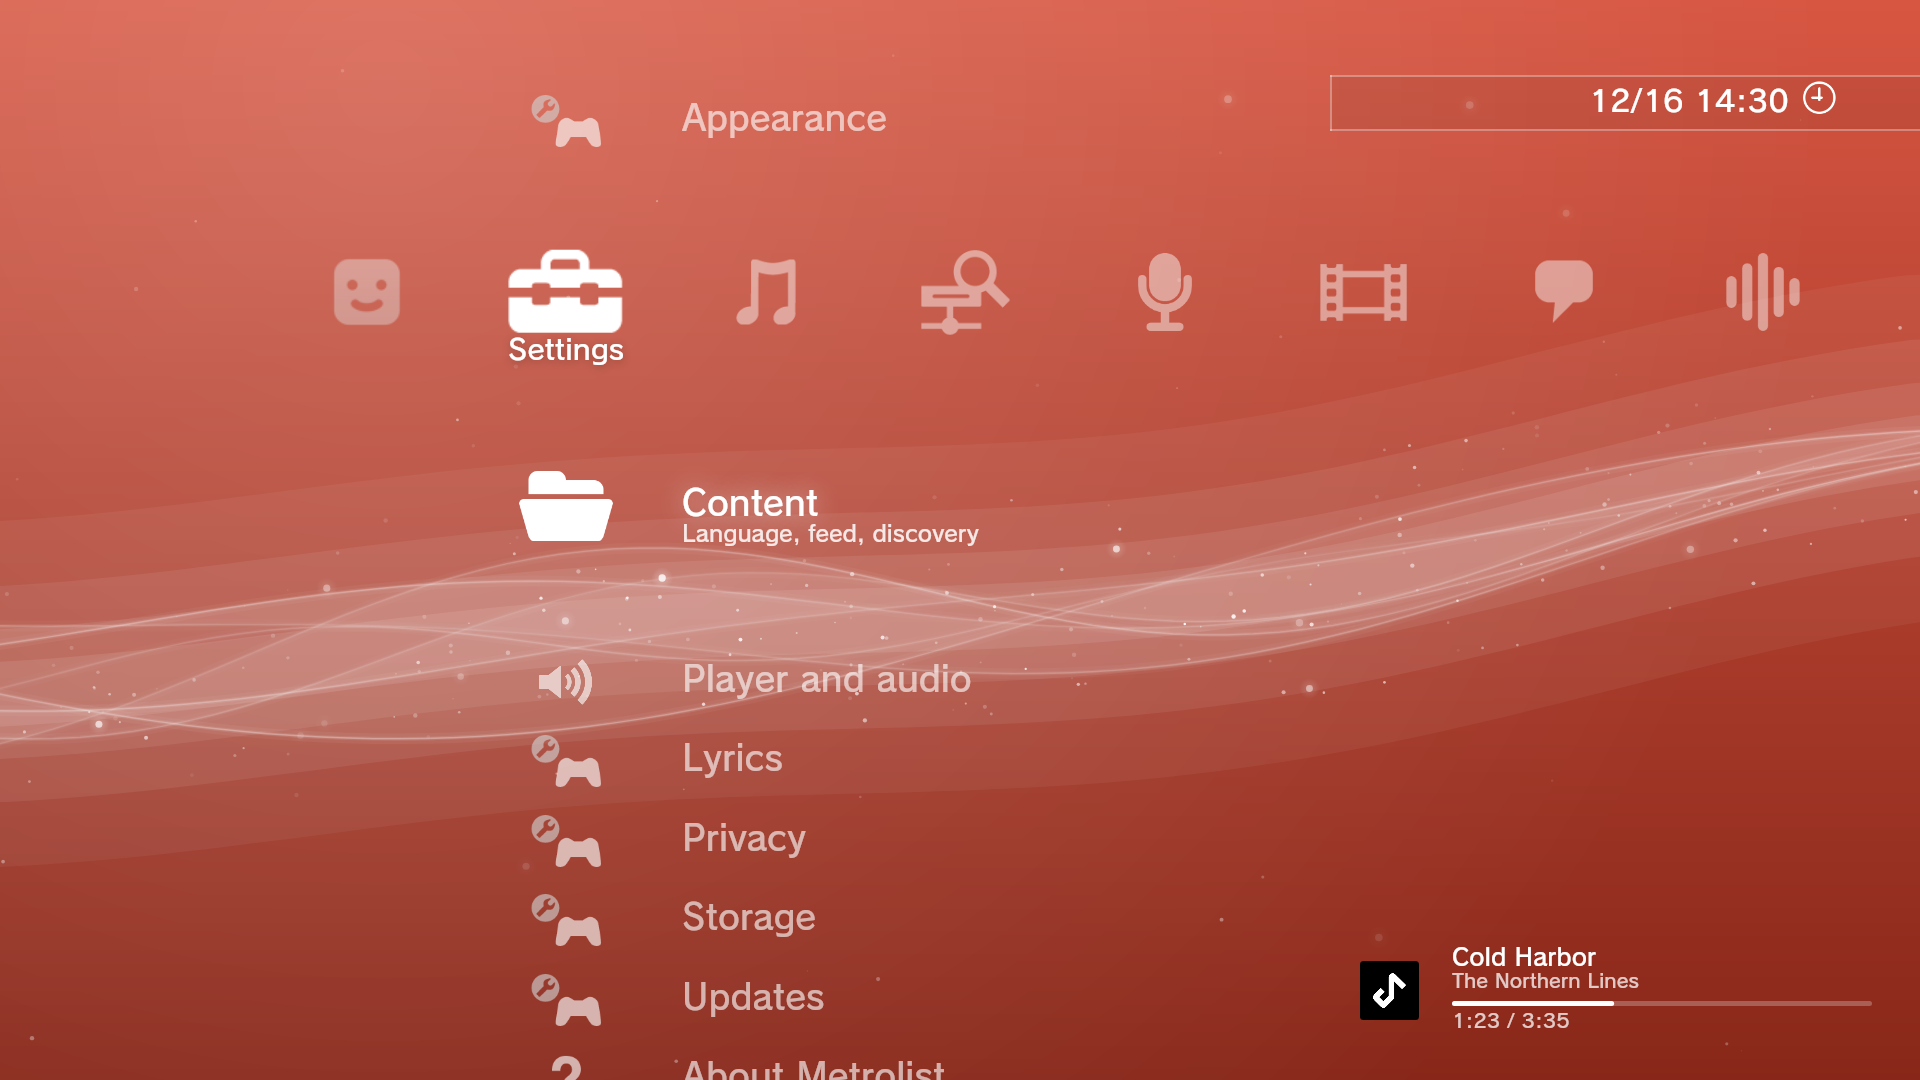 Appearance
12/16 14:30
Settings
Content
Language, feed, discovery
Player and audio
Lyrics
Privacy
Storage
Updates
About Metrolist
Cold Harbor
The Northern Lines
1:23 / 3:35